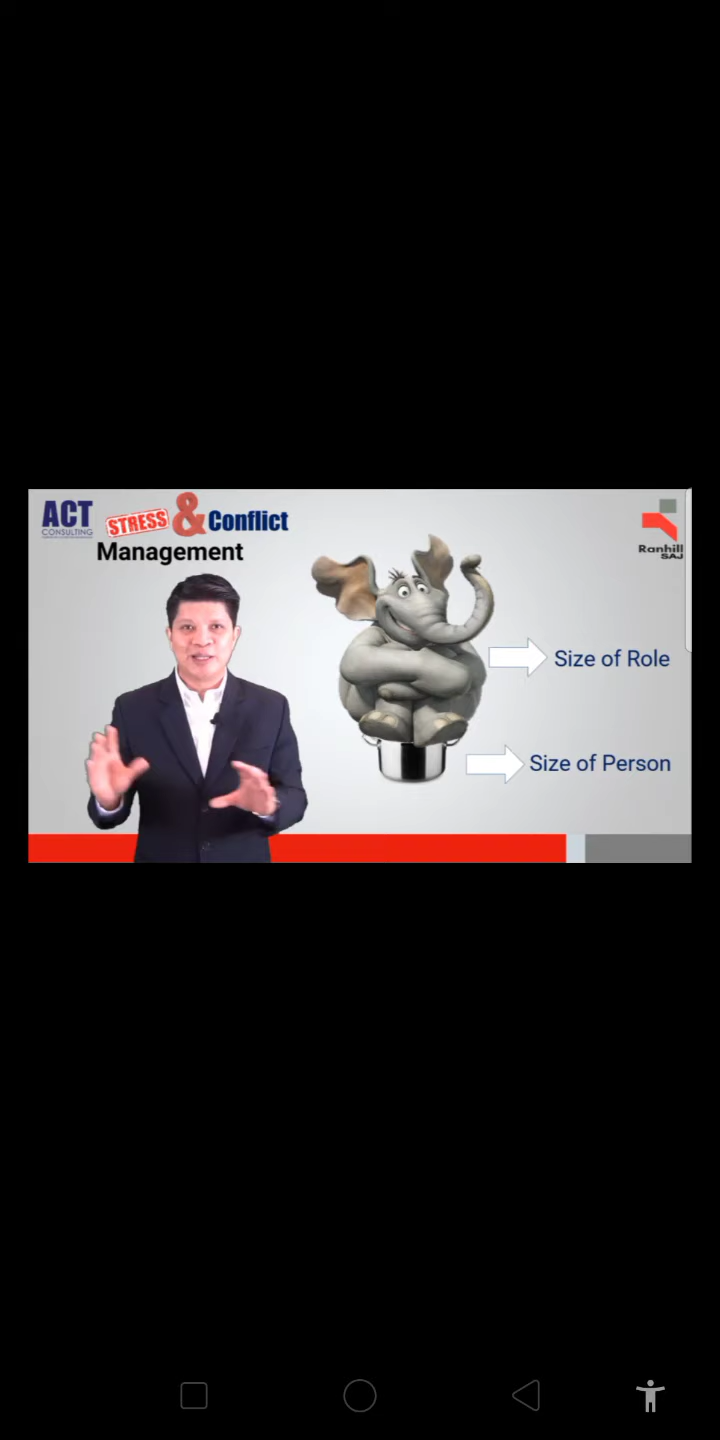 ACT
CONSULTING
STRESS & Conflict
Management
Ranhill
SAJ
Size of Role
Size of Person